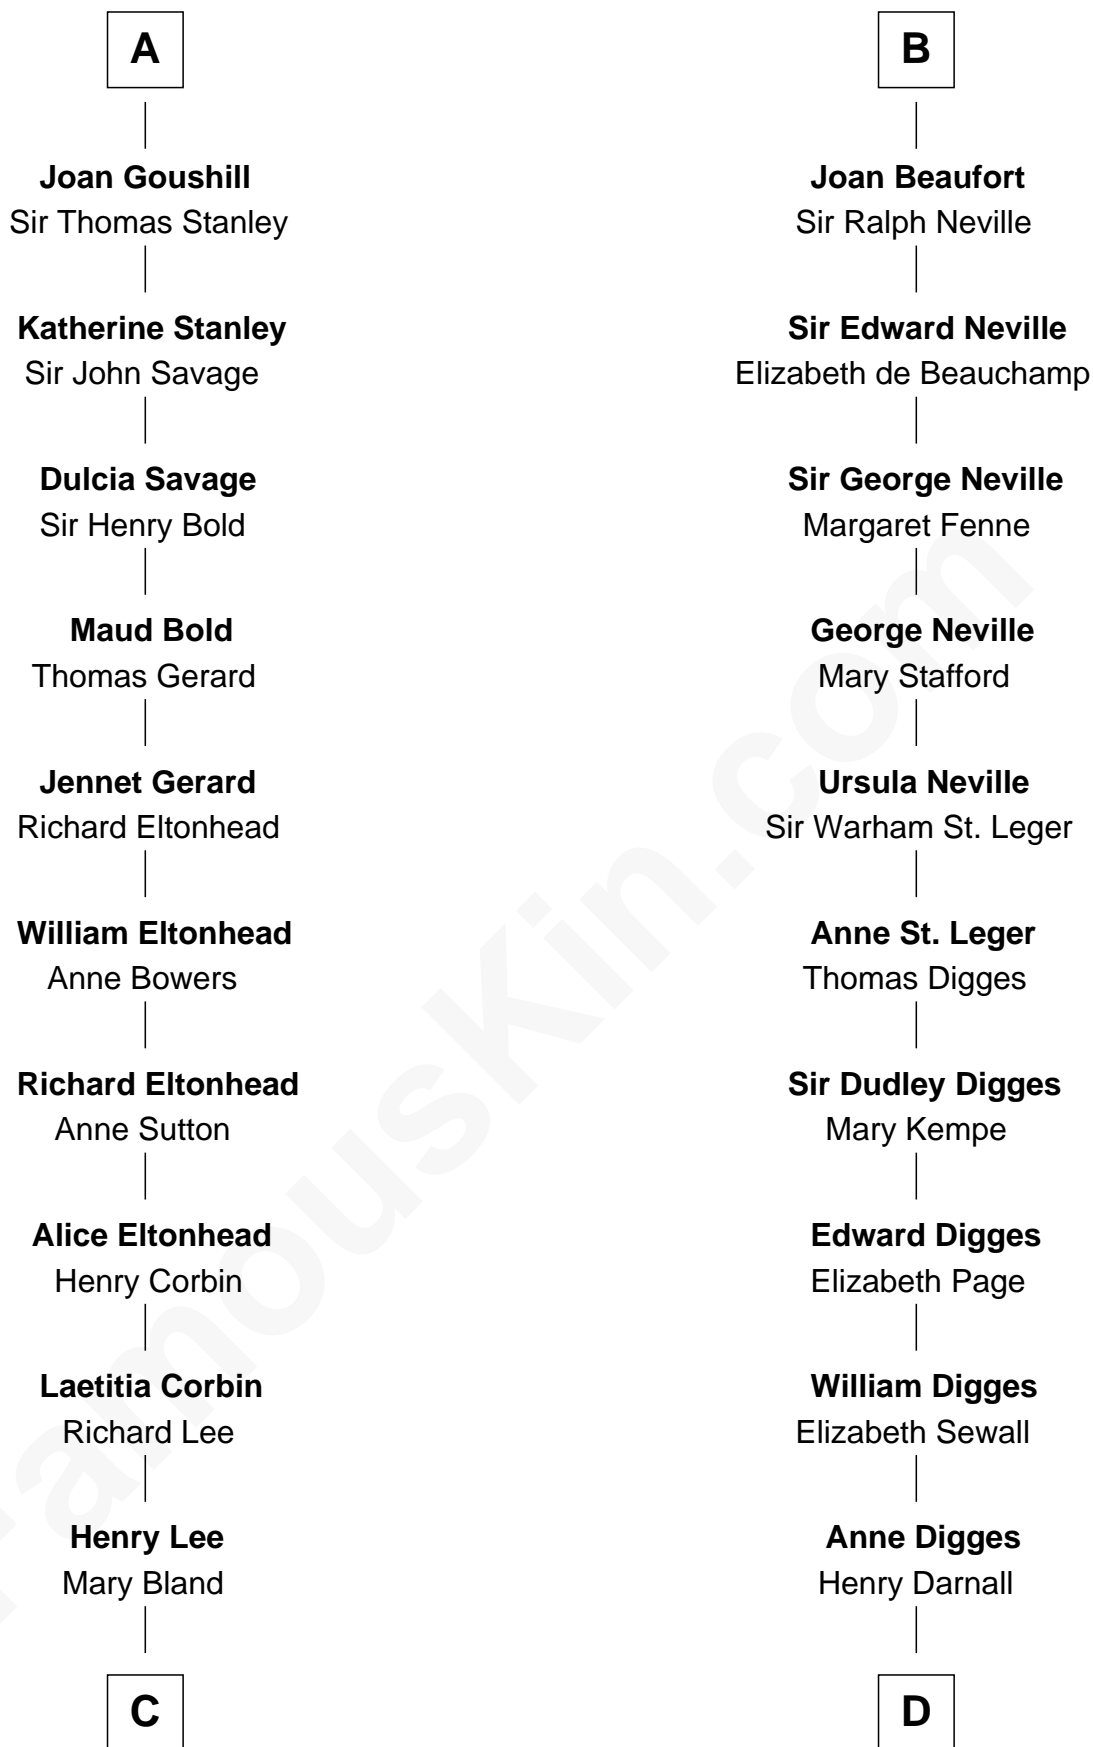 A
Joan Goushill
Sir Thomas Stanley
Katherine Stanley
Sir John Savage
Dulcia Savage
Sir Henry Bold
Maud Bold
Thomas Gerard
Jennet Gerard
Richard Eltonhead
William Eltonhead
Anne Bowers
Richard Eltonhead
Anne Sutton
Alice Eltonhead
Henry Corbin
Laetitia Corbin
Richard Lee
Henry Lee
Mary Bland
C
B
Joan Beaufort
Sir Ralph Neville
Sir Edward Neville
Elizabeth de Beauchamp
Sir George Neville
Margaret Fenne
George Neville
Mary Stafford
Ursula Neville
Sir Warham St. Leger
Anne St. Leger
Thomas Digges
Sir Dudley Digges
Mary Kempe
Edward Digges
Elizabeth Page
William Digges
Elizabeth Sewall
Anne Digges
Henry Darnall
D
FamousKin.com